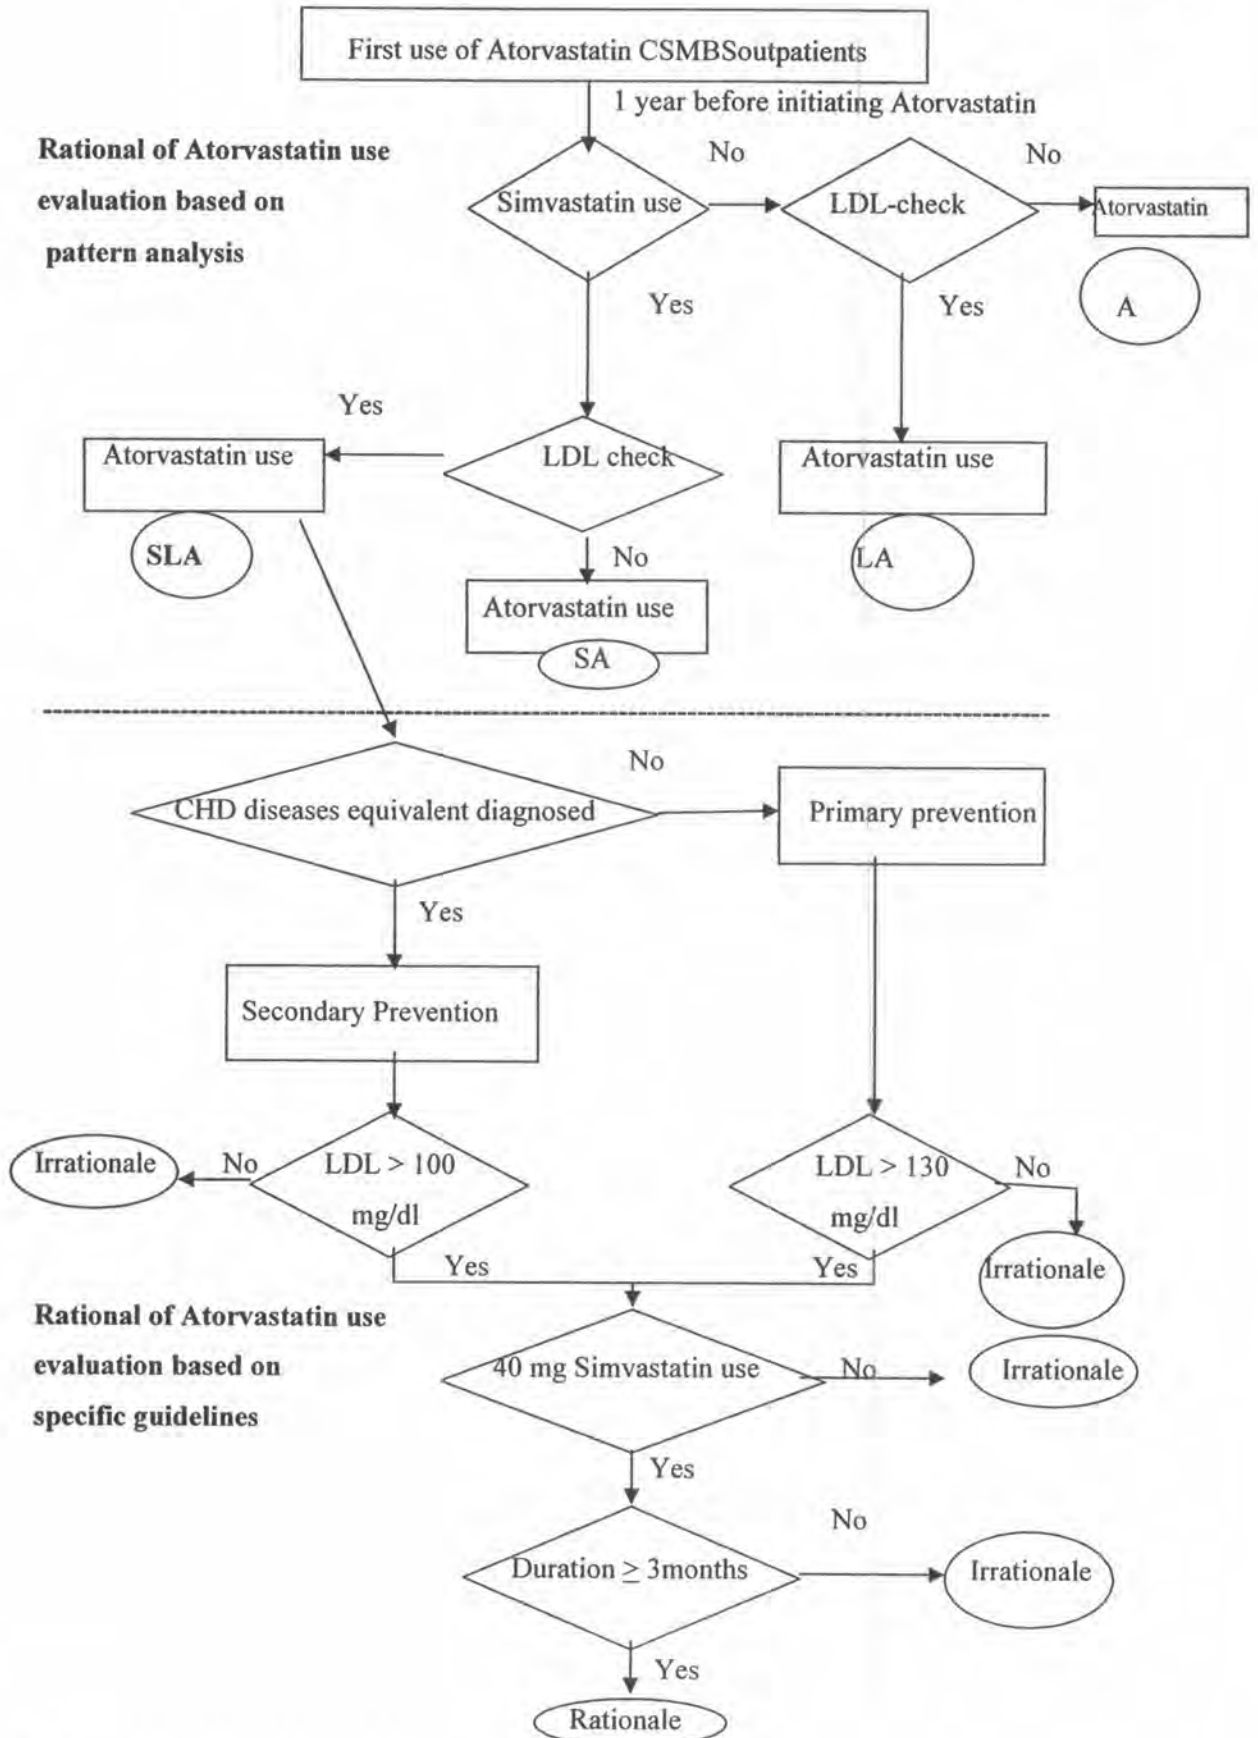 First use of Atorvastatin CSMBSoutpatients
1 year before initiating Atorvastatin
Rational of Atorvastatin use
evaluation based on
pattern analysis
No
No
Simvastatin use
LDL-check
Atorvastatin
A
Yes
Yes
Yes
Atorvastatin use
LDL check
Atorvastatin use
SLA
No
LA
Atorvastatin use
SA
No
CHD diseases equivalent diagnosed
Primary prevention
Yes
Secondary Prevention
Irrationale
No
LDL > 100
mg/dl
LDL > 130
mg/dl
No
Yes
Yes
Irrationale
Rational of Atorvastatin use
evaluation based on
specific guidelines
40 mg Simvastatin use
No
Irrationale
Yes
No
Duration ≥ 3months
Irrationale
Yes
Rationale